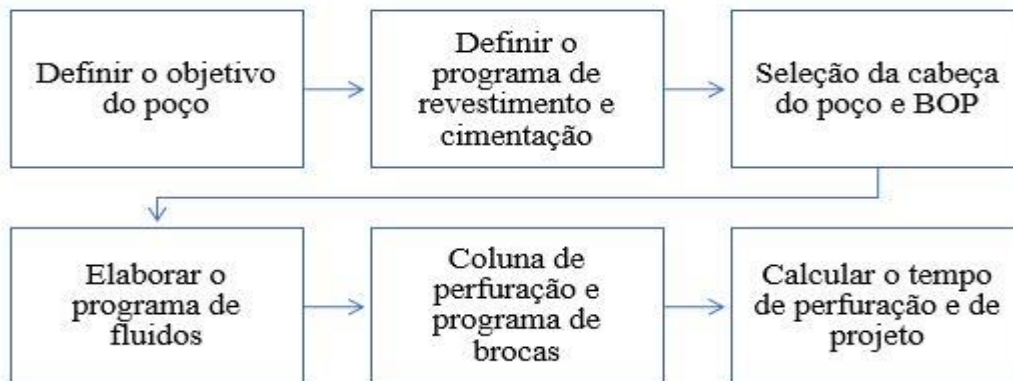 Definir o objetivo
do poço
Definir o
programa de
revestimento e
cimentação
Seleção da cabeça
do poço e BOP
Elaborar o
programa de
fluidos
Coluna de
perfuração e
programa de
brocas
Calcular o tempo
de perfuração e de
projeto